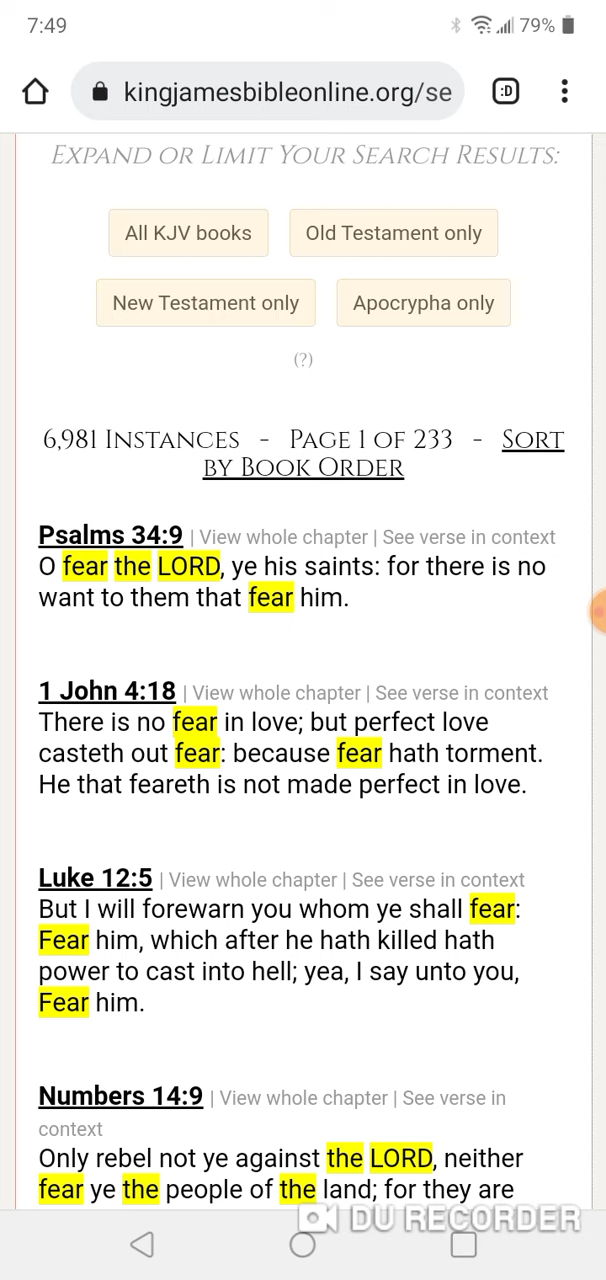 7:49
79%
kingjamesbibleonline.org/se
:D
EXPAND OR LIMIT YOUR SEARCH RESULTS:
All KJV books
Old Testament only
New Testament only
Apocrypha only
(?)
6,981 INSTANCES - PAGE 1 OF 233 - SORT
BY BOOK ORDER
Psalms 34:9 | View whole chapter | See verse in context
O fear the LORD, ye his saints: for there is no
want to them that fear him.
1 John 4:18 | View whole chapter | See verse in context
There is no fear in love; but perfect love
casteth out fear: because fear hath torment.
He that feareth is not made perfect in love.
Luke 12:5 | View whole chapter | See verse in context
But I will forewarn you whom ye shall fear:
Fear him, which after he hath killed hath
power to cast into hell; yea, I say unto you,
Fear him.
Numbers 14:9 | View whole chapter | See verse in
context
Only rebel not ye against the LORD, neither
fear ye the people of the land; for they are
DU RECORDER